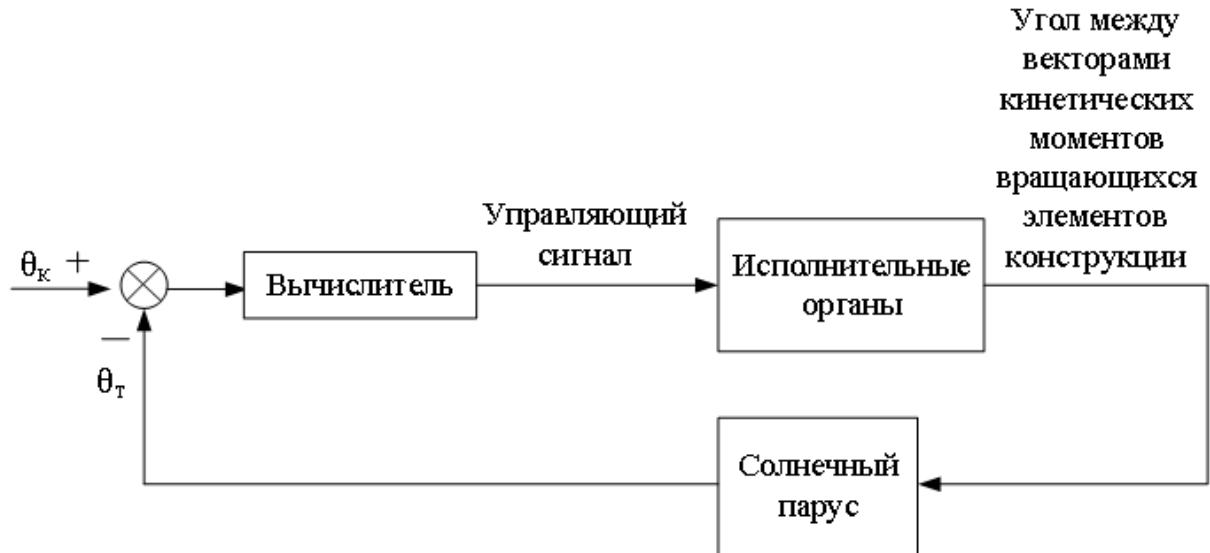 Угол между
векторами
кинетических
моментов
вращающихся
элементов
конструкции
Управляющий
сигнал
θк +
Вычислитель
Исполнительные
органы
−
θт
Солнечный
парус